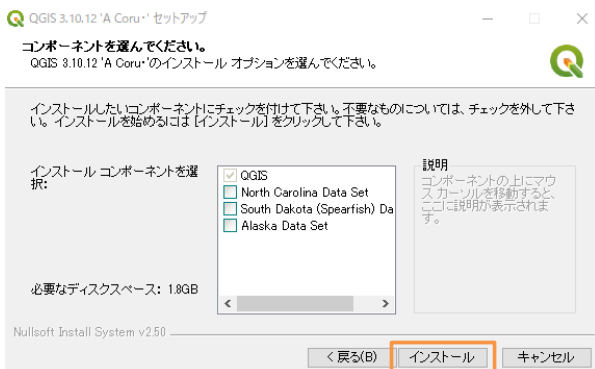 QGIS 3.10.12 'A Coru・' セットアップ
コンポーネントを選んでください。
QGIS 3.10.12 'A Coru・'のインストール オプションを選んでください。
インストールしたいコンポーネントにチェックを付けて下さい。不要なものについては、チェックを外して下さ
い。 インストールを始めるには [インストール] をクリックして下さい。
インストール コンポーネントを選
択:
QGIS
North Carolina Data Set
South Dakota (Spearfish) Da
Alaska Data Set
説明
コンポーネントの上にマウ
ス カーソルを移動すると、
ここに説明が表示されま
す。
必要なディスクスペース: 1.8GB
Nullsoft Install System v2.50
< 戻る(B)
インストール
キャンセル